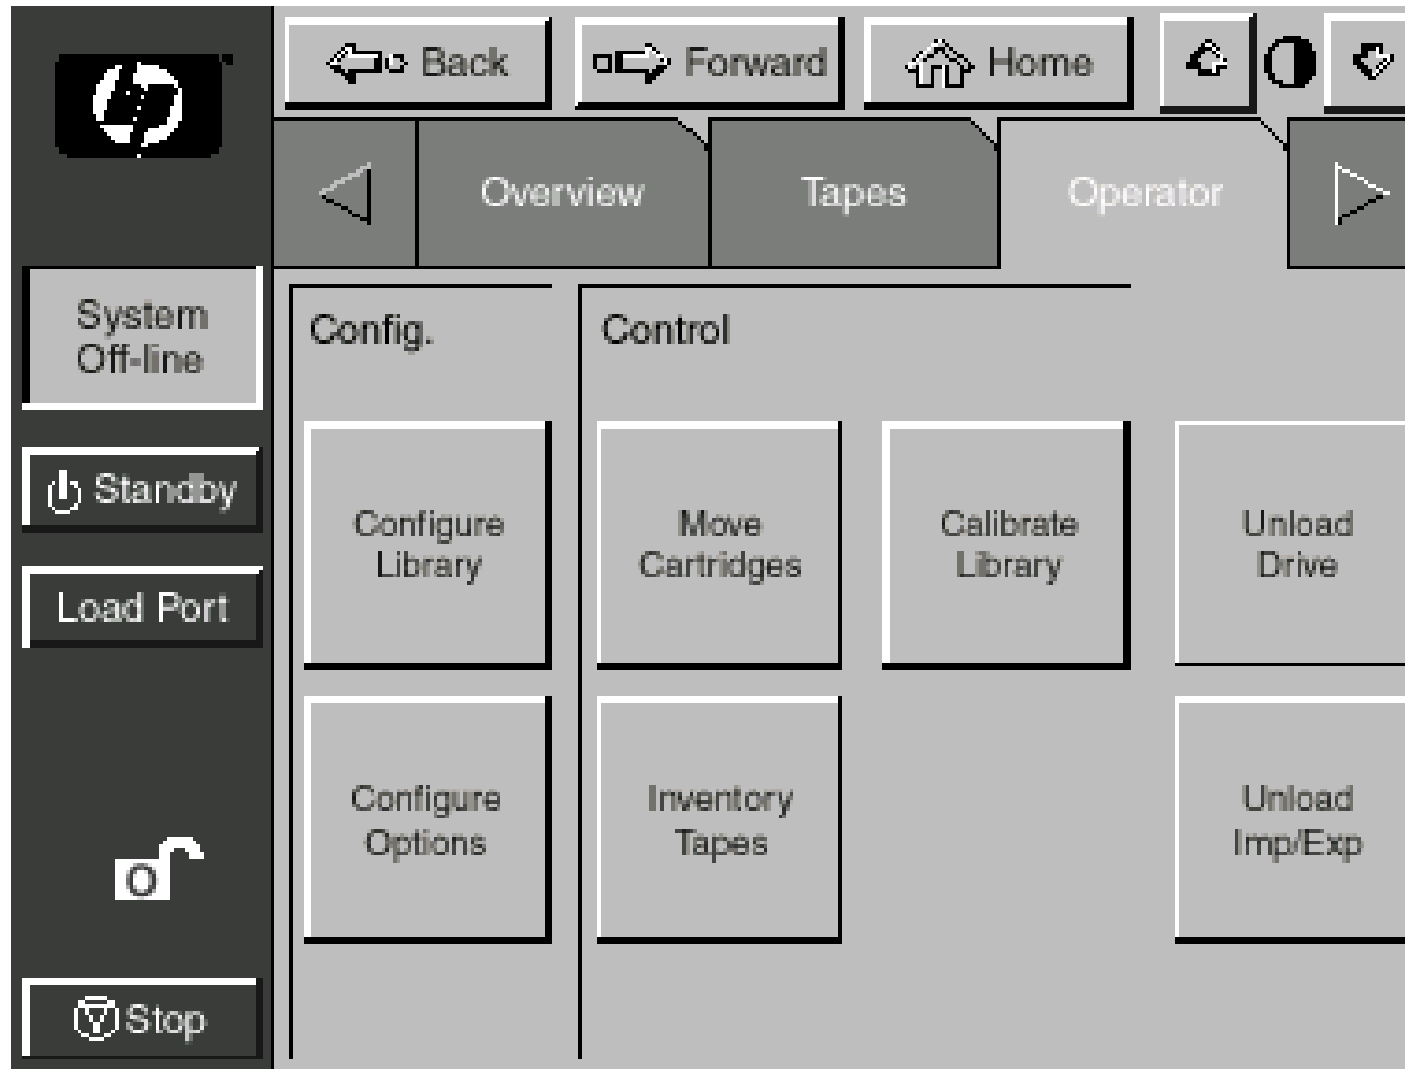 hp
Back
Forward
Home
Overview
Tapes
Operator
System
Off-line
Standby
Load Port
Stop
Config.
Control
Configure
Library
Move
Cartridges
Calibrate
Library
Unload
Drive
Configure
Options
Inventory
Tapes
Unload
Imp/Exp